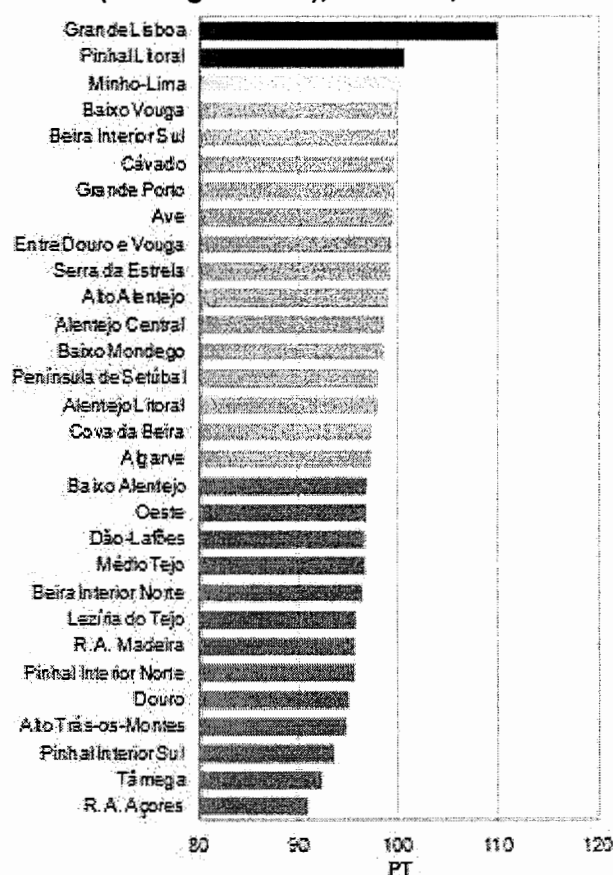 Grande Lisboa
Pinhal Litoral
Minho-Lima
Baixo Vouga
Beira Interior Sul
Cávado
Grande Porto
Ave
Entre Douro e Vouga
Serra da Estrela
Alto Alentejo
Alentejo Central
Baixo Mondego
Península de Setúbal
Alentejo Litoral
Cova da Beira
Algarve
Baixo Alentejo
Oeste
Dão-Lafões
Médio Tejo
Beira Interior Norte
Lezíria do Tejo
R.A. Madeira
Pinhal Interior Norte
Douro
Alto Trás-os-Montes
Pinhal Interior Sul
Tâmega
R.A. Açores
80 90 100 110 120
PT